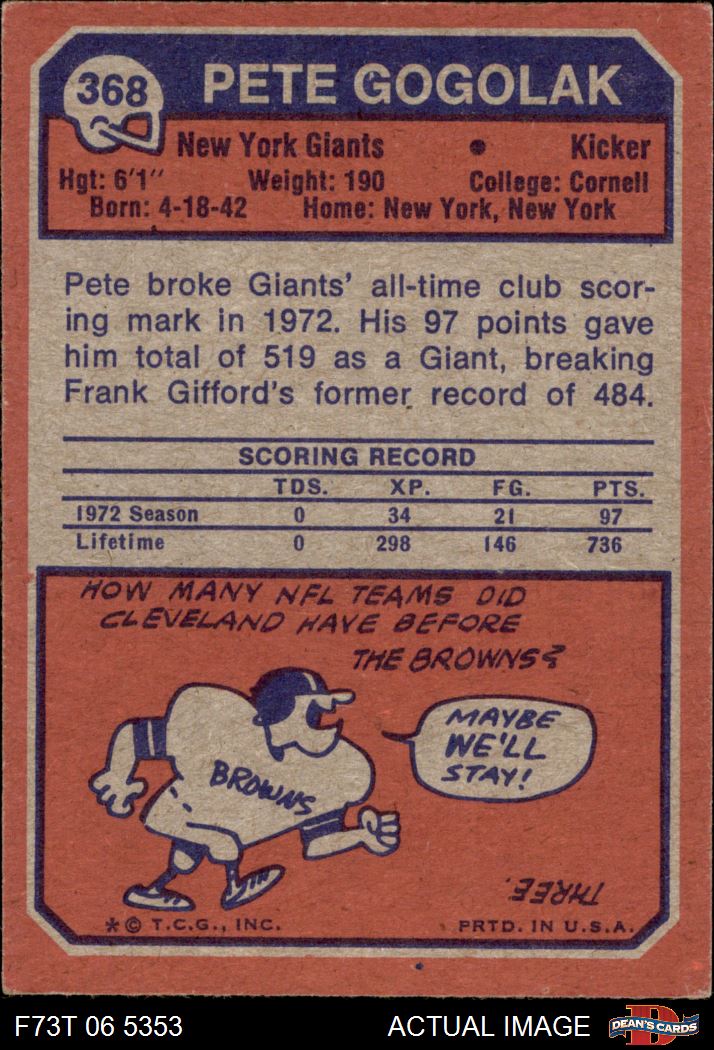 368
PETE GOGOLAK
New York Giants • Kicker
Hgt: 6'1" Weight: 190 College: Cornell
Born: 4-18-42 Home: New York, New York
Pete broke Giants' all-time club scor-
ing mark in 1972. His 97 points gave
him total of 519 as a Giant, breaking
Frank Gifford's former record of 484.
SCORING RECORD
TDS. XP. FG. PTS.
1972 Season 0 34 21 97
Lifetime 0 298 146 736
HOW MANY NFL TEAMS DID
CLEVELAND HAVE BEFORE
THE BROWNS?
MAYBE
WE'LL
STAY!
BROWNS
THREE.
*© T.C.G., INC. PRTD. IN U.S.A.
F73T 06 5353 ACTUAL IMAGE DEAN'S CARDS